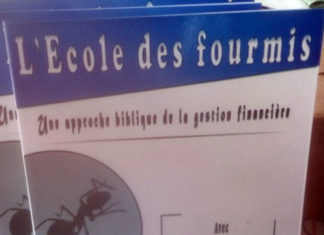 L'Ecole des fourmis
Une approche biblique de la gestion financière
Avec